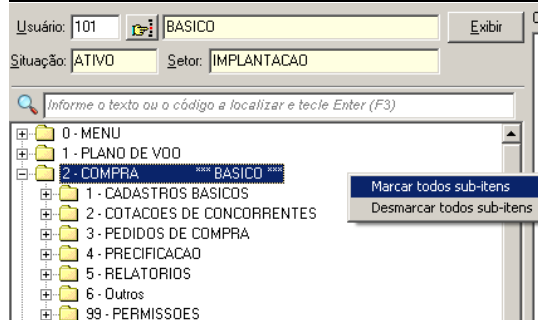 Usuário: 101 BASICO Exibir
Situação: ATIVO Setor: IMPLANTACAO
Informe o texto ou o código a localizar e tecle Enter (F3)
0 - MENU
1 - PLANO DE VOO
2 - COMPRA *** BASICO ***
Marcar todos sub-itens
1 - CADASTROS BASICOS
Desmarcar todos sub-itens
2 - COTACOES DE CONCORRENTES
3 - PEDIDOS DE COMPRA
4 - PRECIFICACAO
5 - RELATORIOS
6 - Outros
99 - PERMISSOES